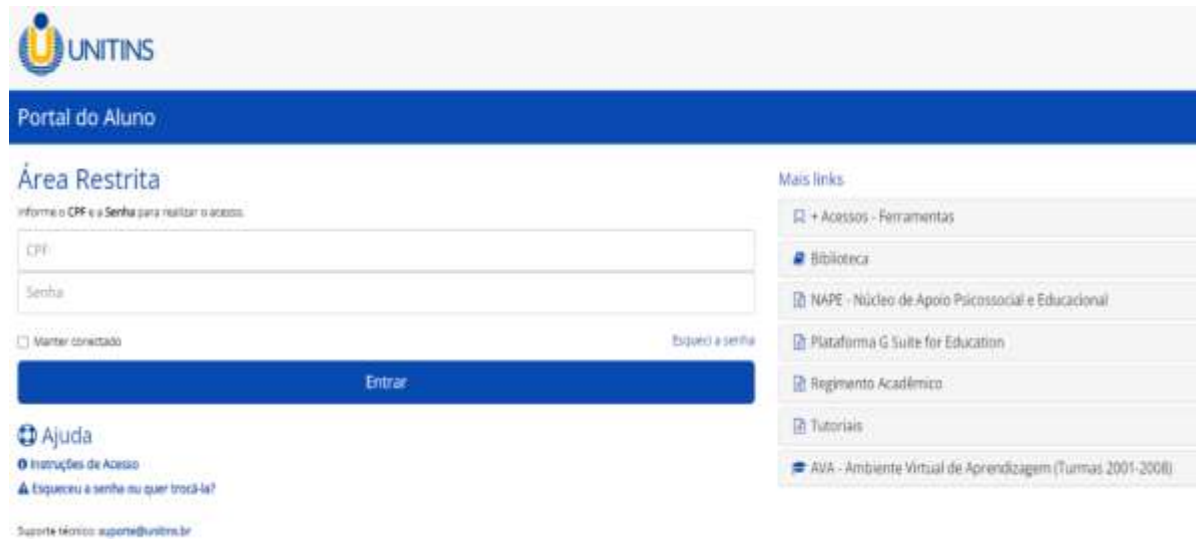 UNITINS
Portal do Aluno
Área Restrita
Informe o CPF e a Senha para realizar o acesso.
CPF
Senha
Manter conectado
Esqueci a senha
Entrar
Ajuda
Instruções de Acesso
Esqueceu a senha ou quer trocá-la?
Suporte técnico: suporte@unitins.br
Mais links
+ Acessos - Ferramentas
Biblioteca
NAPE - Núcleo de Apoio Psicossocial e Educacional
Plataforma G Suite for Education
Regimento Acadêmico
Tutoriais
AVA - Ambiente Virtual de Aprendizagem (Turmas 2001-2008)